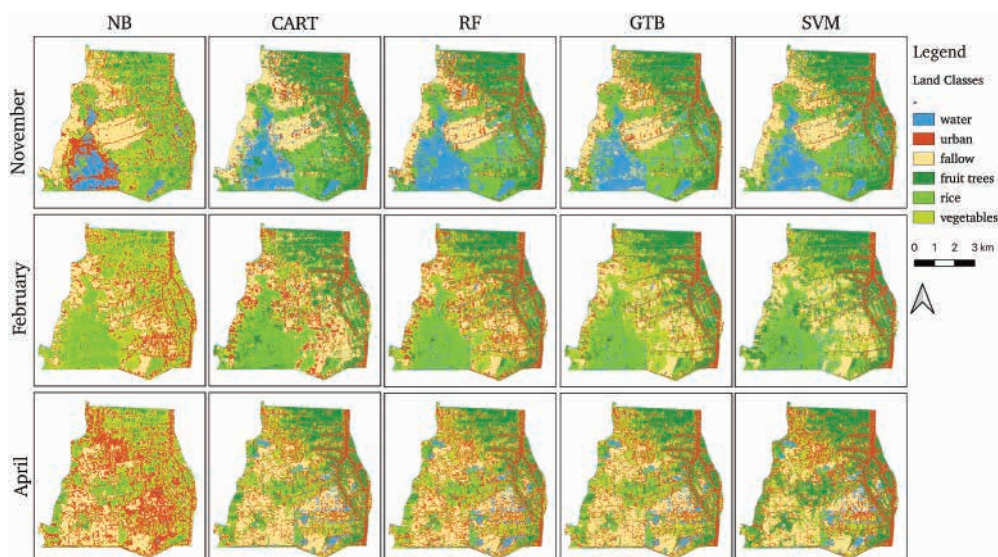 NB CART RF GTB SVM
November
February
April
Legend
Land Classes
water
urban
fallow
fruit trees
rice
vegetables
0 1 2 3 km